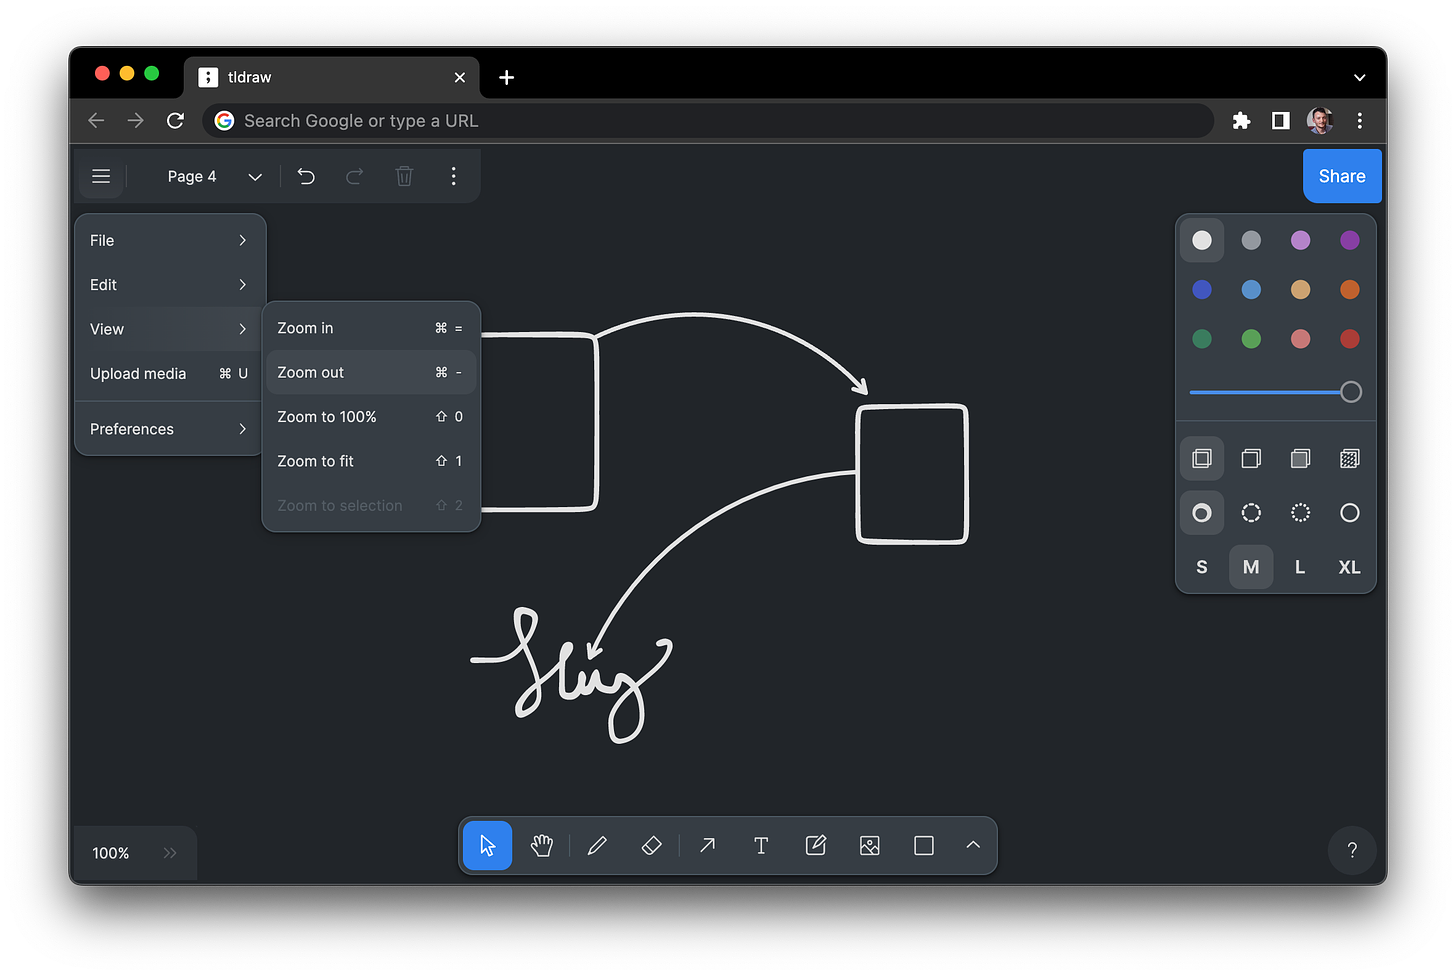 tldraw
Search Google or type a URL
Page 4
Share
File
Edit
View
Upload media ⌘ U
Preferences
Zoom in ⌘ =
Zoom out ⌘ -
Zoom to 100% ⇧ 0
Zoom to fit ⇧ 1
Zoom to selection ⇧ 2
S M L XL
100%
T
?